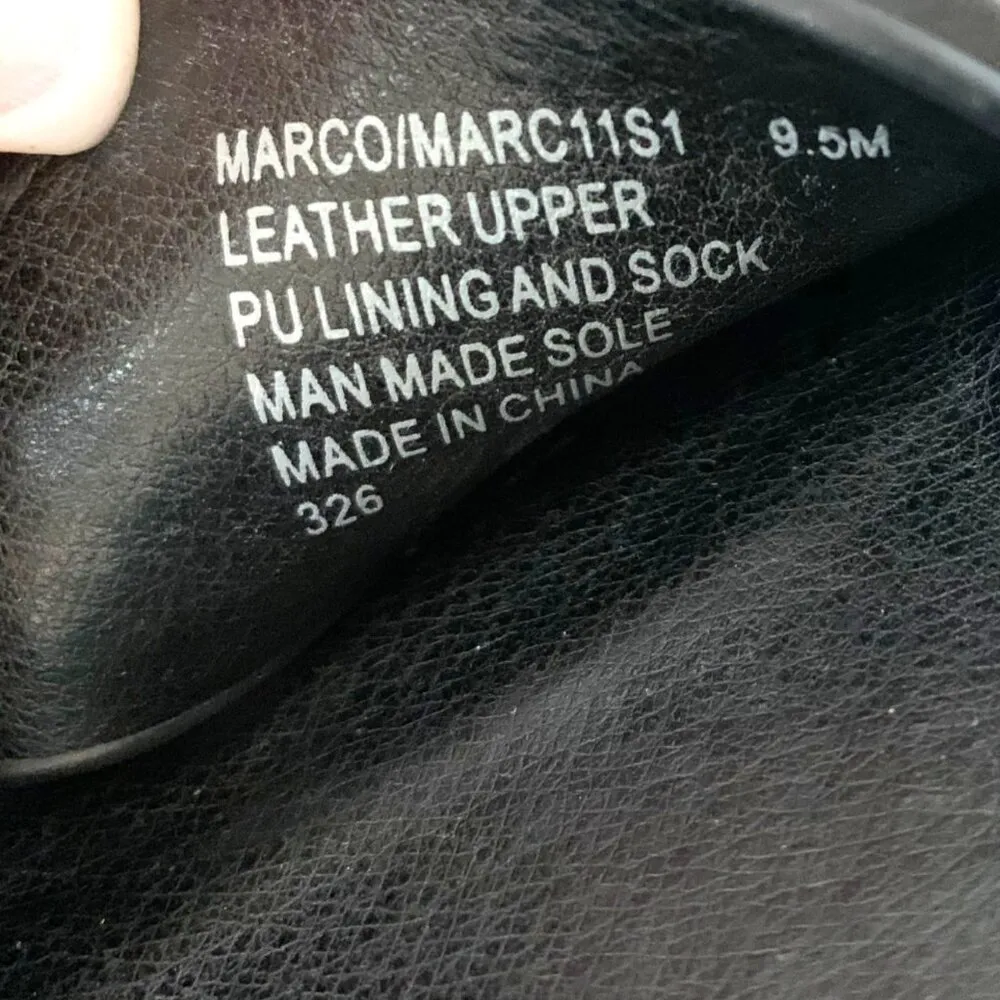 MARCO/MARC11S1 9.5M
LEATHER UPPER
PU LINING AND SOCK
MAN MADE SOLE
MADE IN CHINA
326